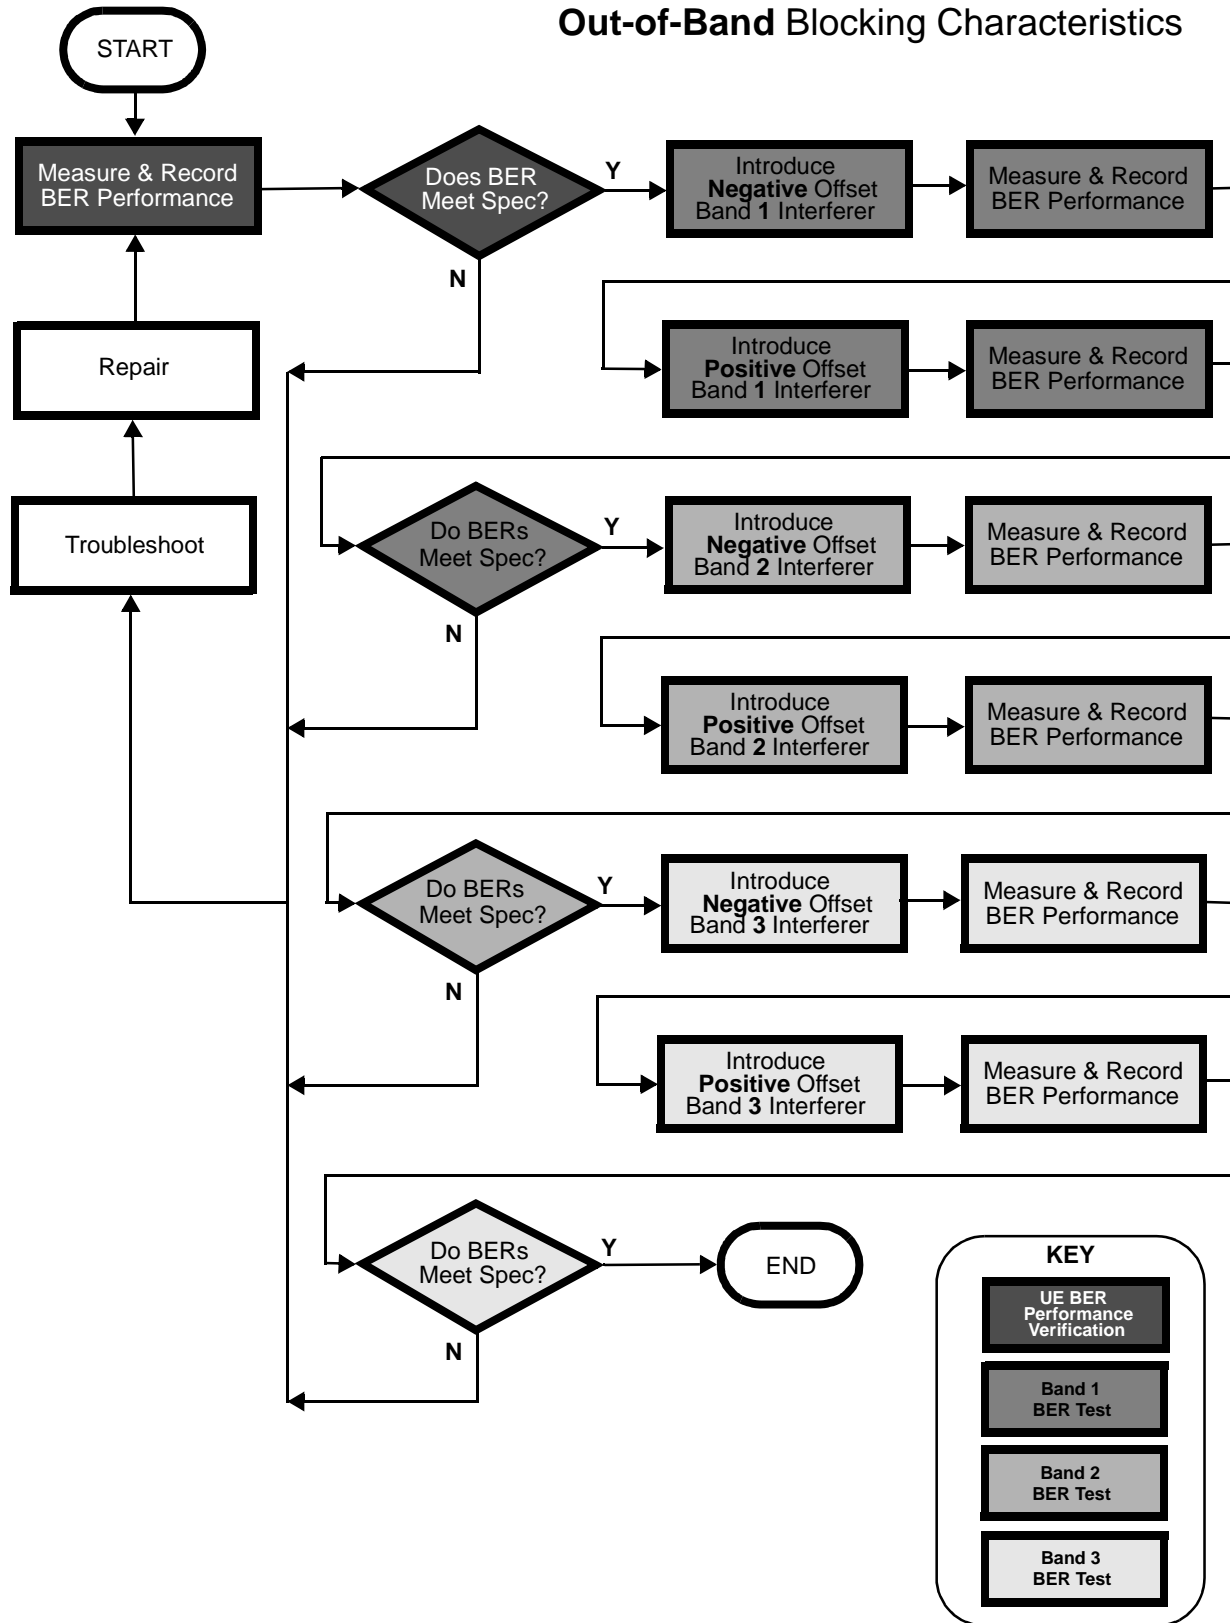 Out-of-Band Blocking Characteristics
START
Measure & Record
BER Performance
Does BER
Meet Spec?
Y
N
Introduce
Negative Offset
Band 1 Interferer
Measure & Record
BER Performance
Repair
Introduce
Positive Offset
Band 1 Interferer
Measure & Record
BER Performance
Troubleshoot
Do BERs
Meet Spec?
Y
N
Introduce
Negative Offset
Band 2 Interferer
Measure & Record
BER Performance
Introduce
Positive Offset
Band 2 Interferer
Measure & Record
BER Performance
Do BERs
Meet Spec?
Y
N
Introduce
Negative Offset
Band 3 Interferer
Measure & Record
BER Performance
Introduce
Positive Offset
Band 3 Interferer
Measure & Record
BER Performance
Do BERs
Meet Spec?
Y
N
END
KEY
UE BER
Performance
Verification
Band 1
BER Test
Band 2
BER Test
Band 3
BER Test